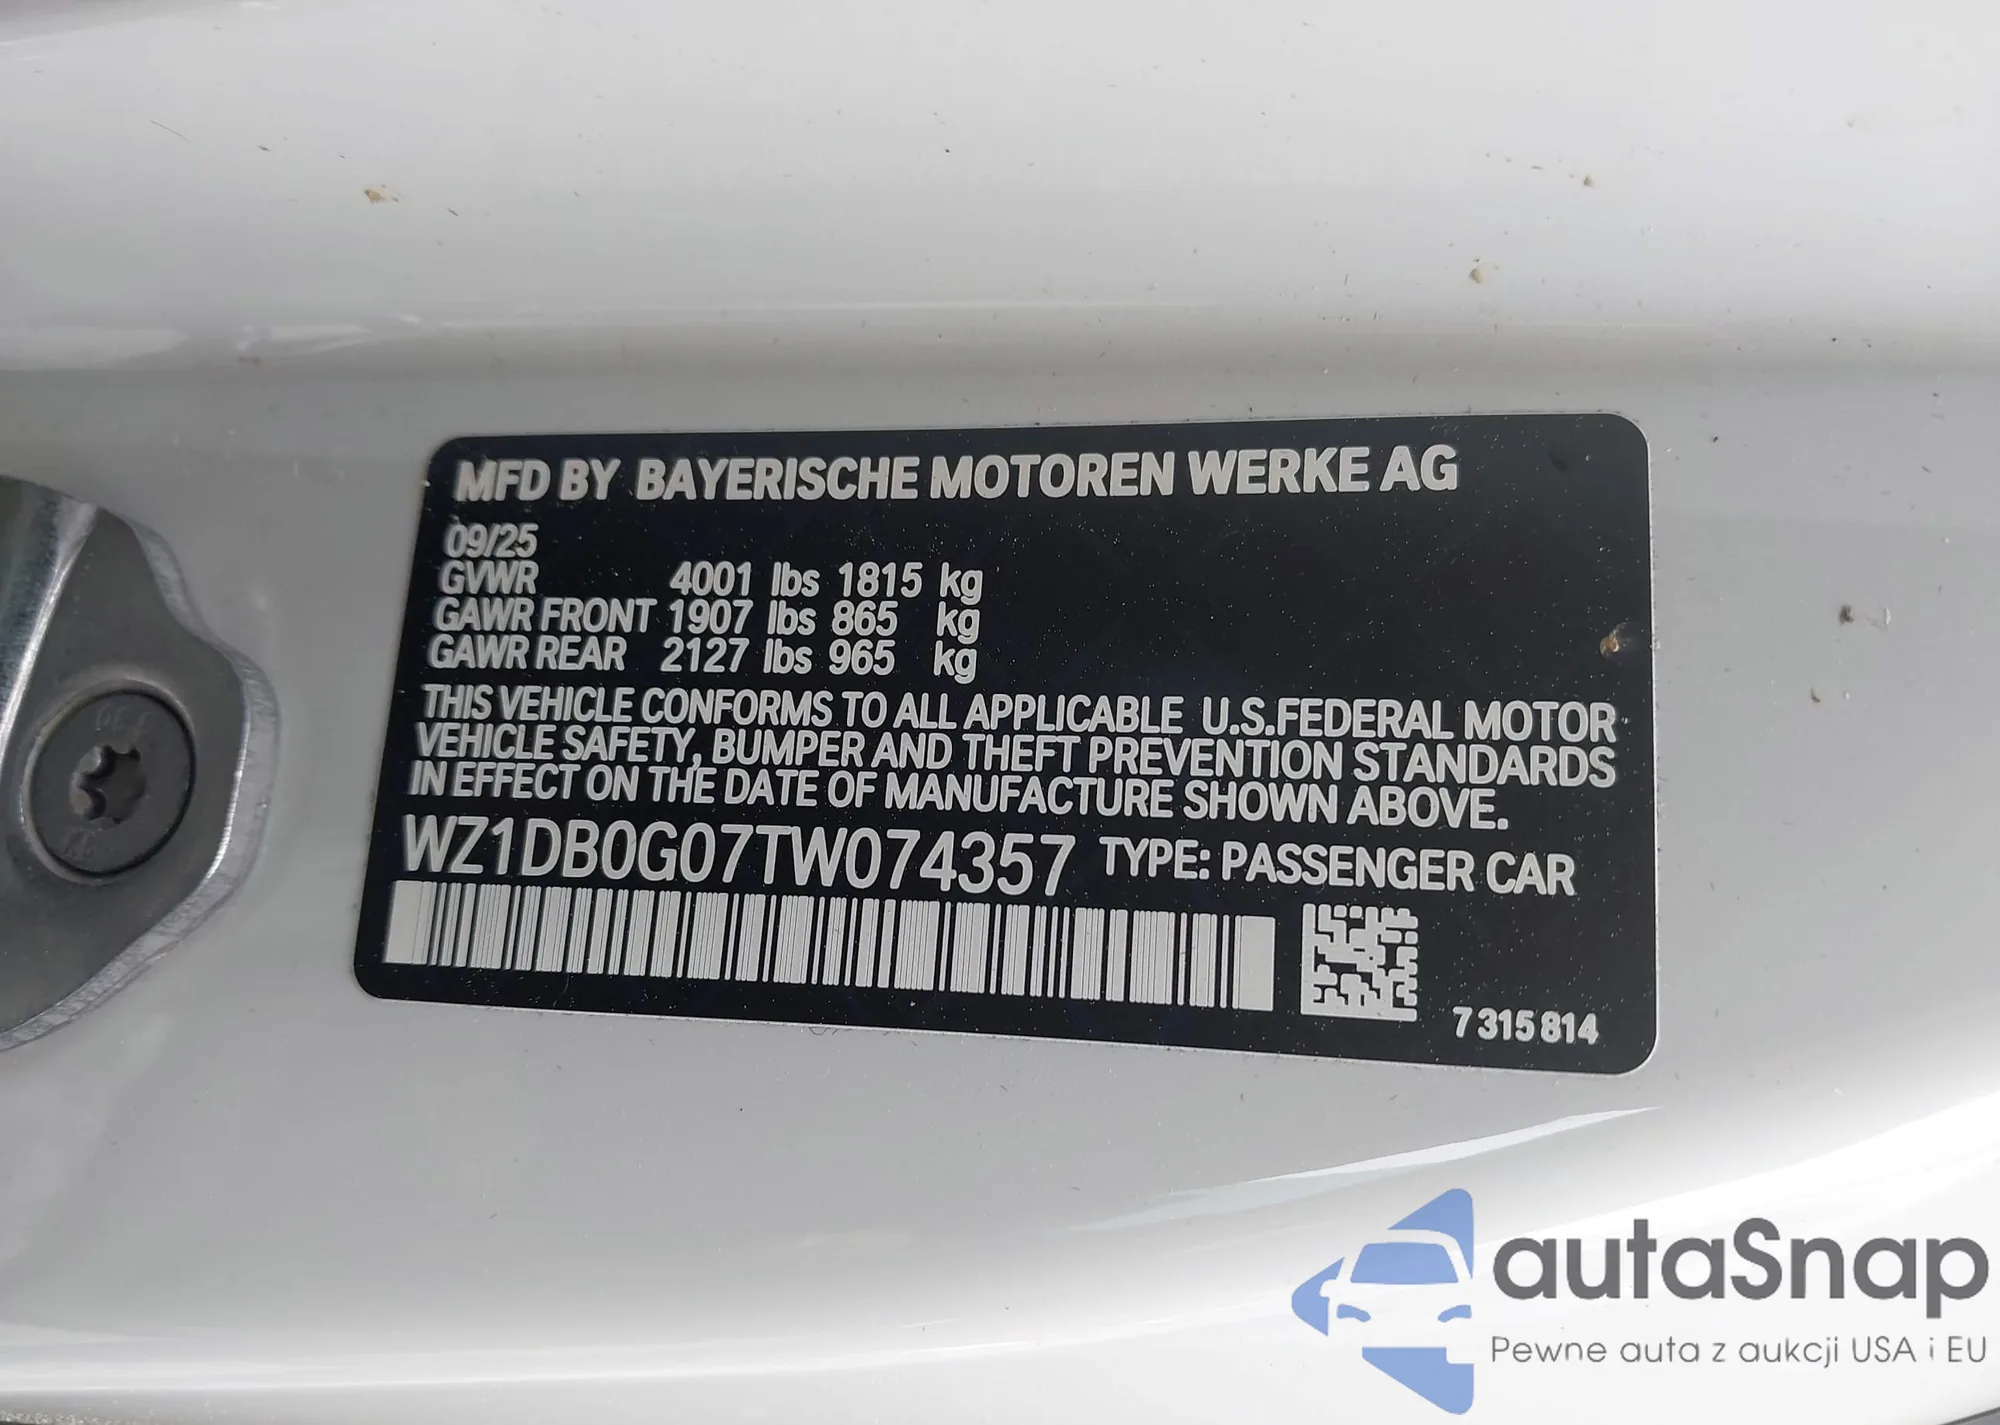 MFD BY BAYERISCHE MOTOREN WERKE AG
09/25
GVWR 4001 lbs 1815 kg
GAWR FRONT 1907 lbs 865 kg
GAWR REAR 2127 lbs 965 kg
THIS VEHICLE CONFORMS TO ALL APPLICABLE U.S.FEDERAL MOTOR
VEHICLE SAFETY, BUMPER AND THEFT PREVENTION STANDARDS
IN EFFECT ON THE DATE OF MANUFACTURE SHOWN ABOVE.
WZ1DB0G07TW074357 TYPE: PASSENGER CAR
7 315 814
autaSnap
Pewne auta z aukcji USA i EU